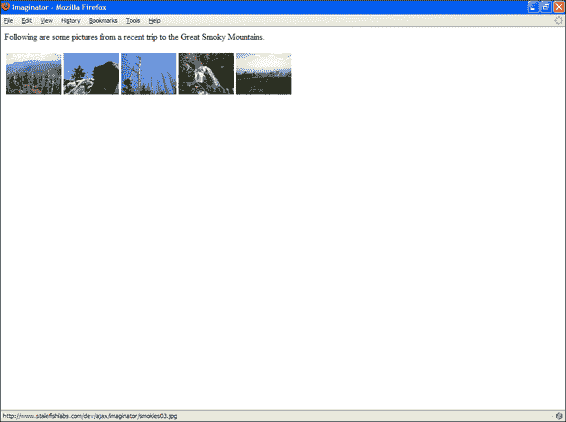 Imaginator - Mozilla Firefox
File Edit View History Bookmarks Tools Help
Following are some pictures from a recent trip to the Great Smoky Mountains.
http://www.stalefishlabs.com/dev/ajax/imaginator/smokies03.jpg